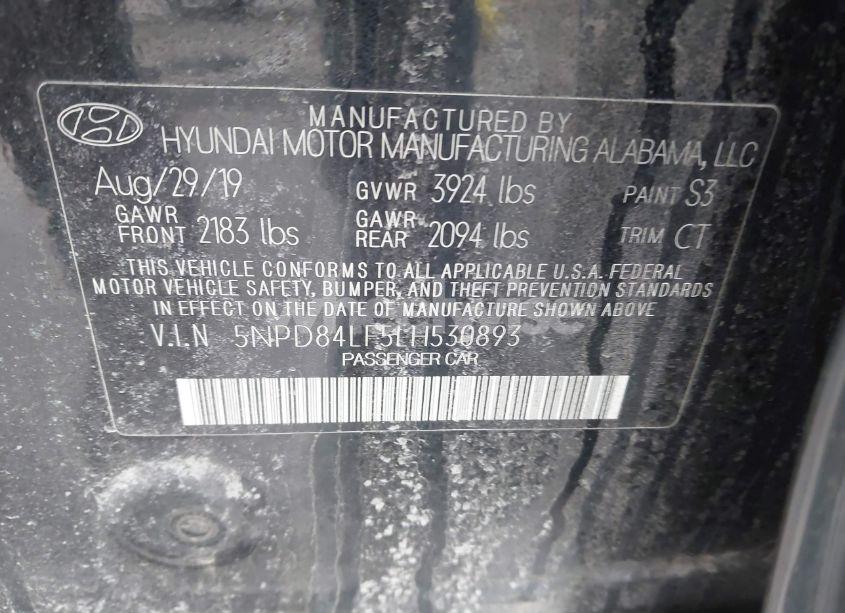 MANUFACTURED BY
HYUNDAI MOTOR MANUFACTURING ALABAMA, LLC
Aug/29/19 GVWR 3924 lbs PAINT S3
GAWR FRONT 2183 lbs GAWR REAR 2094 lbs TRIM CT
THIS VEHICLE CONFORMS TO ALL APPLICABLE U.S.A. FEDERAL
MOTOR VEHICLE SAFETY, BUMPER, AND THEFT PREVENTION STANDARDS
IN EFFECT ON THE DATE OF MANUFACTURE SHOWN ABOVE
V.I.N 5NPD84LF5LH530893
PASSENGER CAR